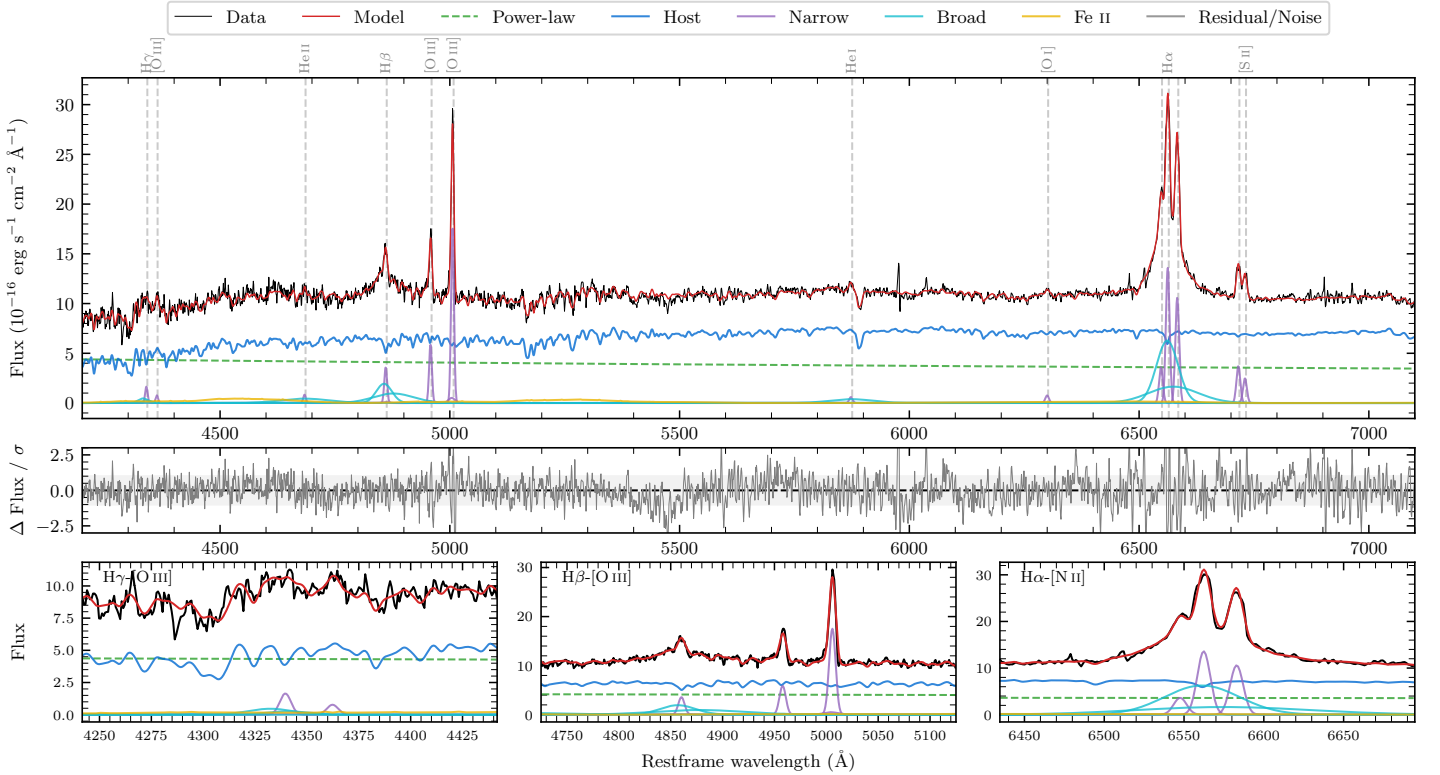 Data Model Power-law Host Narrow Broad Fe II Residual/Noise
Hγ [O III] He II Hβ [O III] [O III] He I [O I] Hα [S II]
Flux (10⁻¹⁶ erg s⁻¹ cm⁻² Å⁻¹)
30
25
20
15
10
5
0
4500 5000 5500 6000 6500 7000
Δ Flux / σ
2.5
0.0
−2.5
4500 5000 5500 6000 6500 7000
Flux
Hγ-[O III]
10.0
7.5
5.0
2.5
0.0
4250 4275 4300 4325 4350 4375 4400 4425
Hβ-[O III]
30
20
10
0
4750 4800 4850 4900 4950 5000 5050 5100
Hα-[N II]
30
20
10
0
6450 6500 6550 6600 6650
Restframe wavelength (Å)